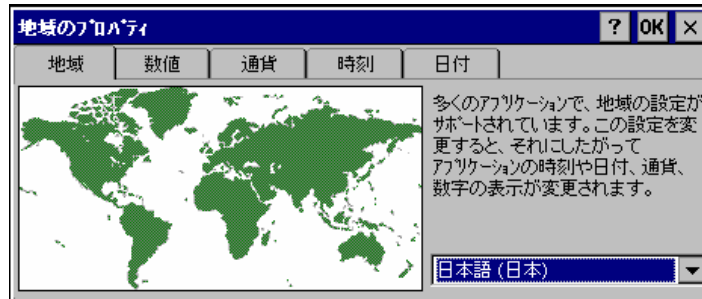 地域のﾌﾟﾛﾊﾟﾃｨ ? OK ×
地域 数値 通貨 時刻 日付
多くのｱﾌﾟﾘｹｰｼｮﾝで、地域の設定が
ｻﾎﾟｰﾄされています。この設定を変
更すると、それにしたがって
ｱﾌﾟﾘｹｰｼｮﾝの時刻や日付、通貨、
数字の表示が変更されます。
日本語 (日本)